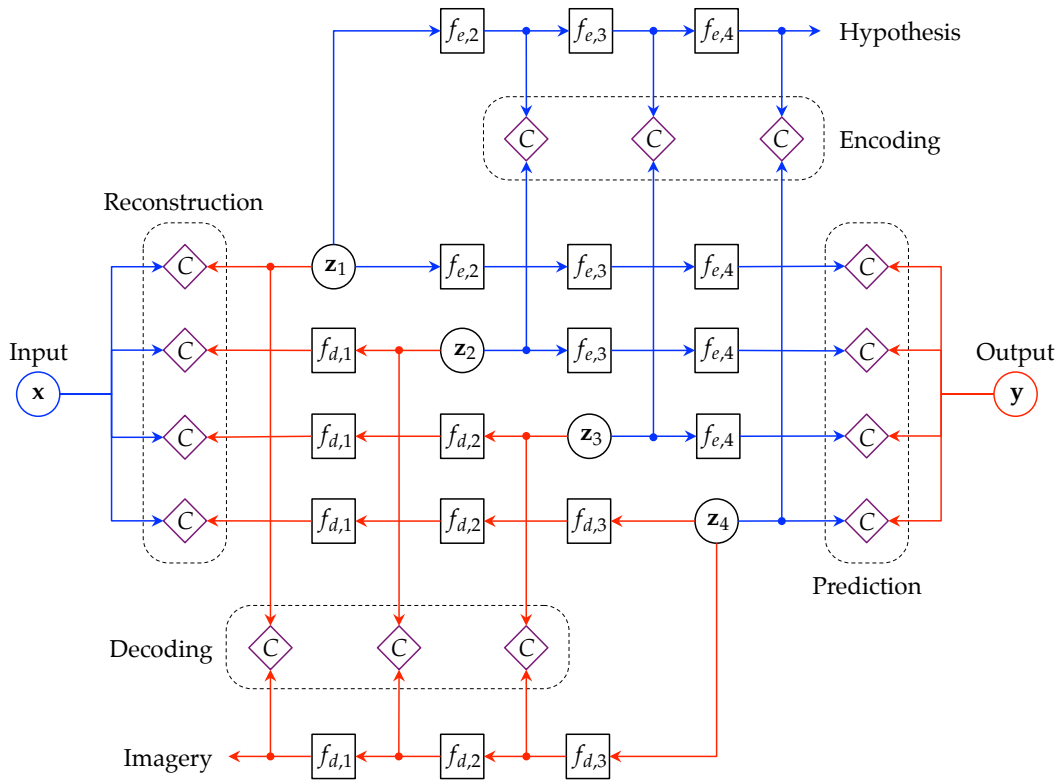 f_{e,2} f_{e,3} f_{e,4} Hypothesis
C C C Encoding
Reconstruction
C z_1 f_{e,2} f_{e,3} f_{e,4} C
Input C f_{d,1} z_2 f_{e,3} f_{e,4} C Output
x y
C f_{d,1} f_{d,2} z_3 f_{e,4} C
C f_{d,1} f_{d,2} f_{d,3} z_4 C
Prediction
Decoding C C C
Imagery f_{d,1} f_{d,2} f_{d,3}